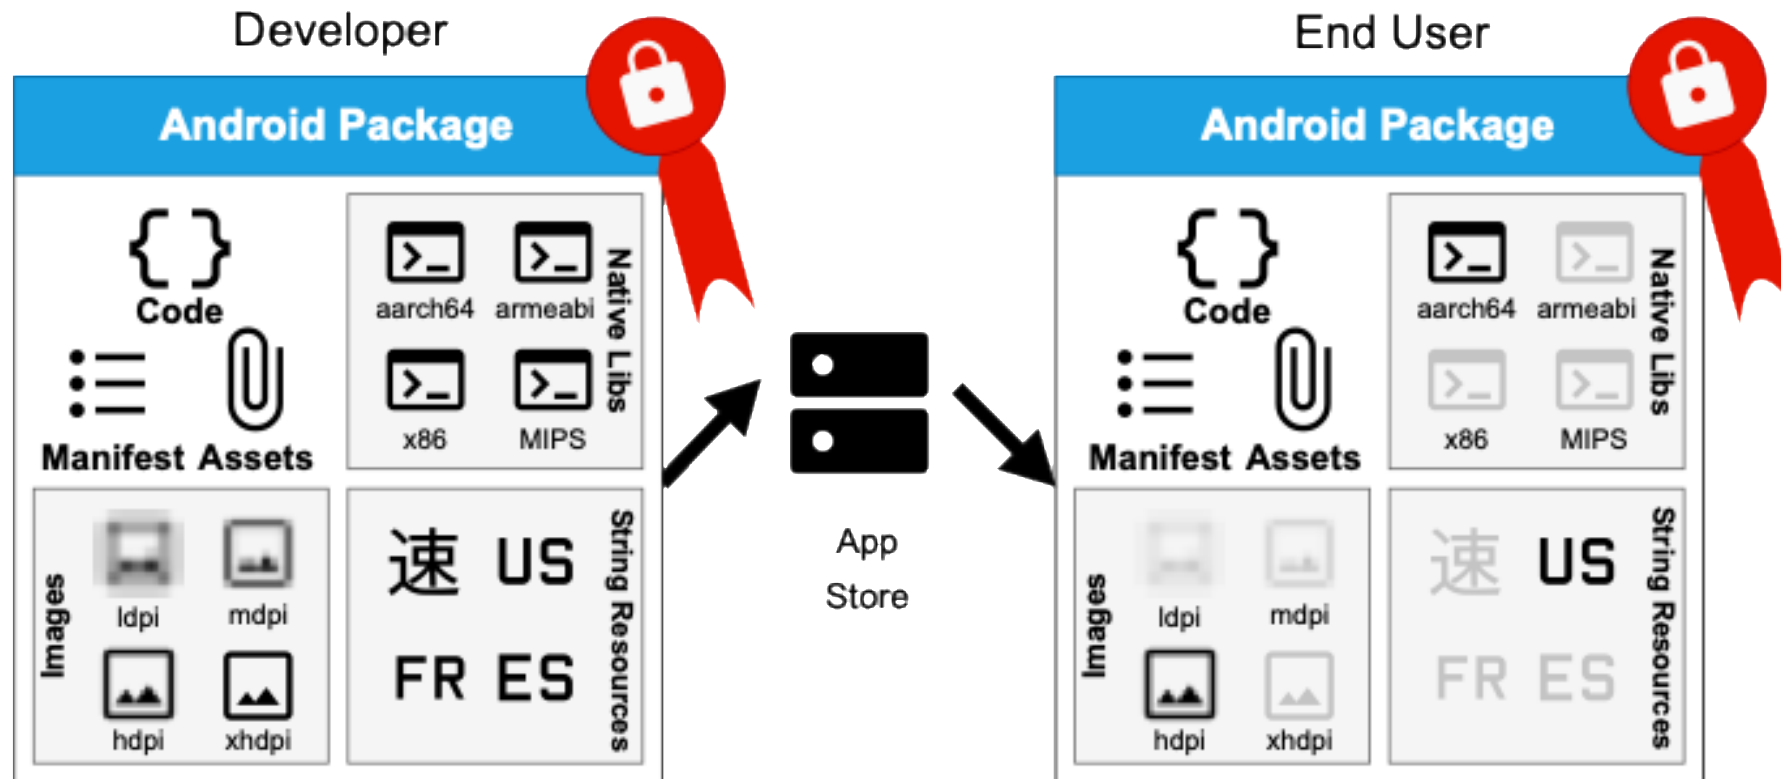 Developer
Android Package
Code
Manifest Assets
aarch64 armeabi
x86 MIPS
Native Libs
Images
ldpi mdpi
hdpi xhdpi
速 US
FR ES
String Resources
App
Store
End User
Android Package
Code
Manifest Assets
aarch64 armeabi
x86 MIPS
Native Libs
Images
ldpi mdpi
hdpi xhdpi
速 US
FR ES
String Resources